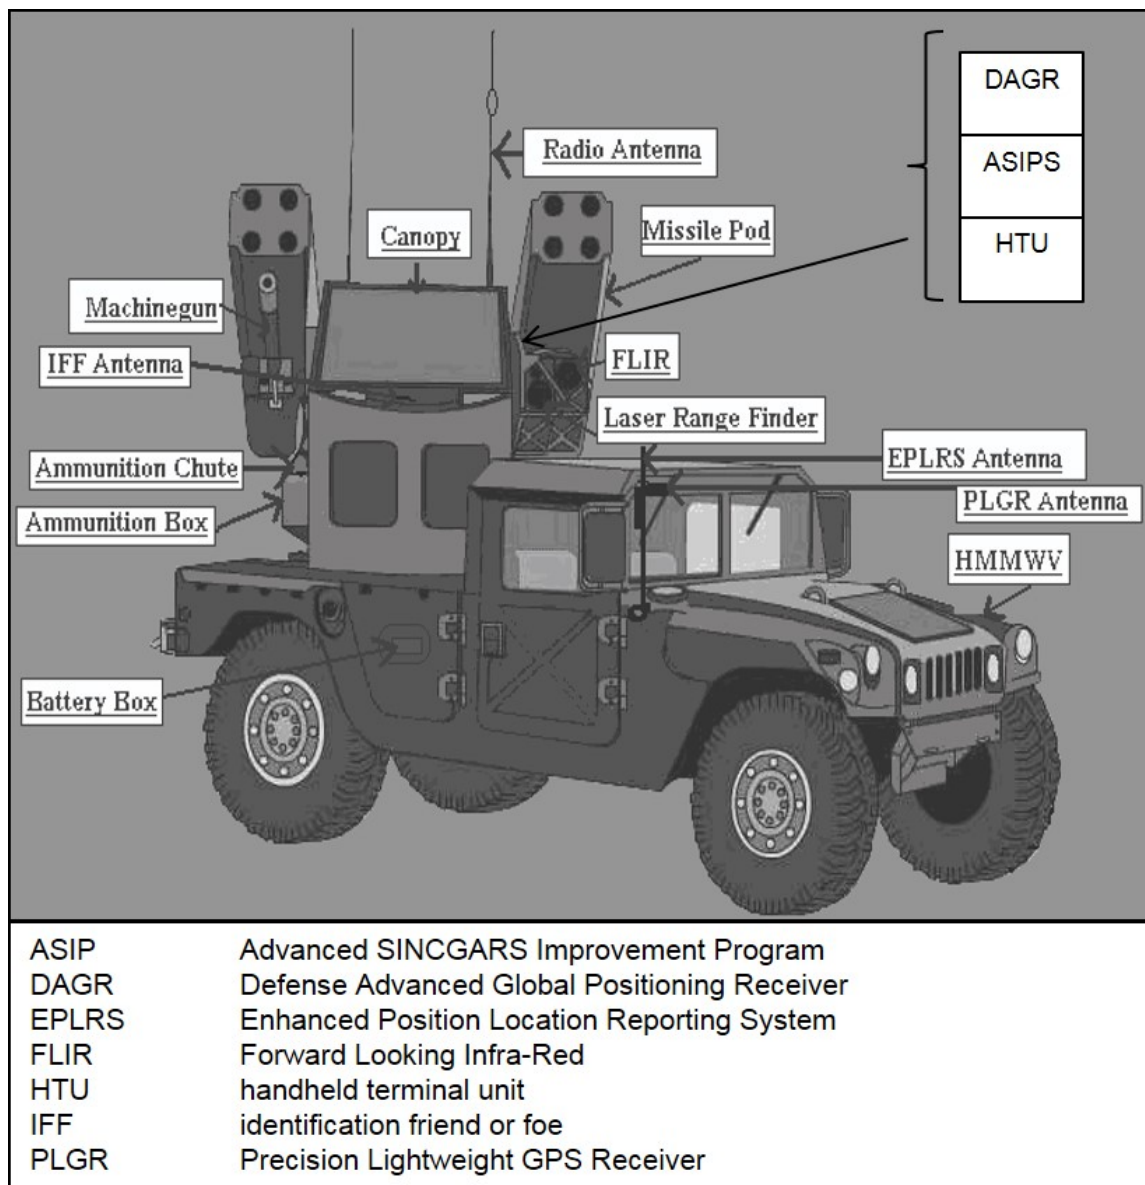 DAGR
Radio Antenna
ASIPS
Canopy
Missile Pod
HTU
Machinegun
IFF Antenna
FLIR
Laser Range Finder
EPLRS Antenna
Ammunition Chute
PLGR Antenna
Ammunition Box
HMMWV
Battery Box
ASIP Advanced SINCGARS Improvement Program
DAGR Defense Advanced Global Positioning Receiver
EPLRS Enhanced Position Location Reporting System
FLIR Forward Looking Infra-Red
HTU handheld terminal unit
IFF identification friend or foe
PLGR Precision Lightweight GPS Receiver